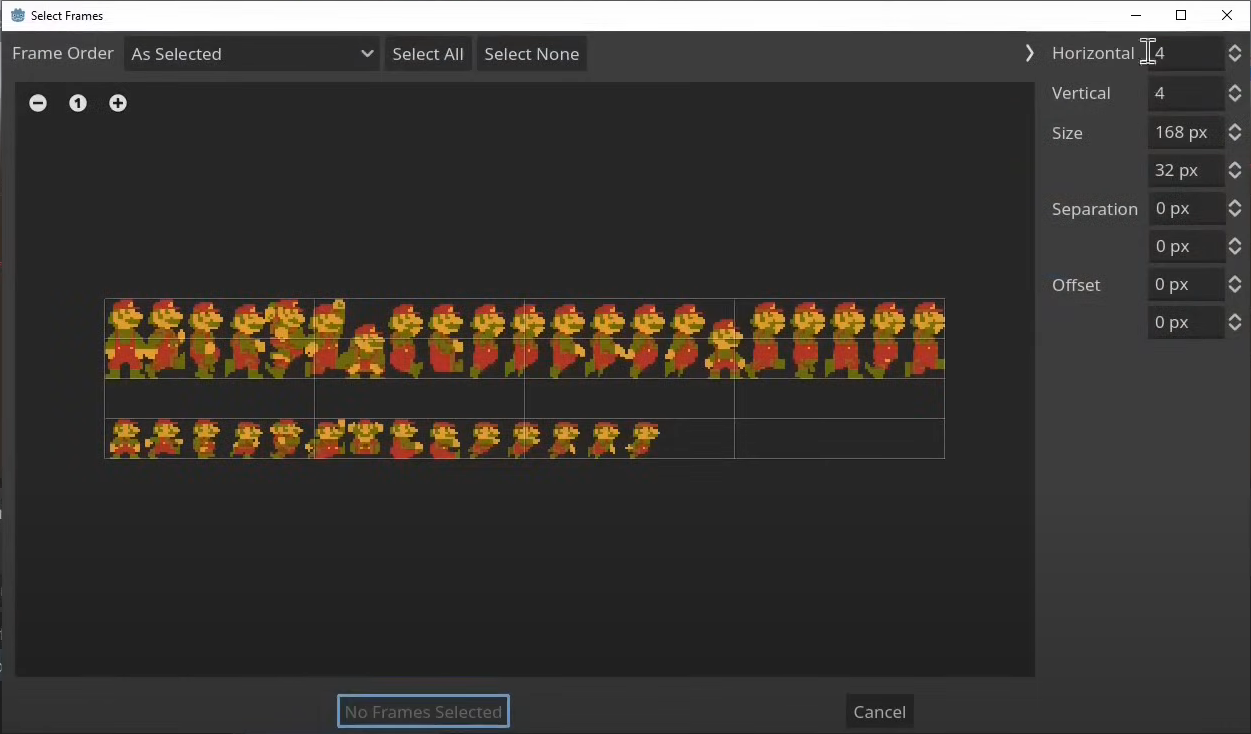 Select Frames
Frame Order As Selected Select All Select None
Horizontal 4
1
Vertical 4
Size 168 px
32 px
Separation 0 px
0 px
Offset 0 px
0 px
No Frames Selected Cancel